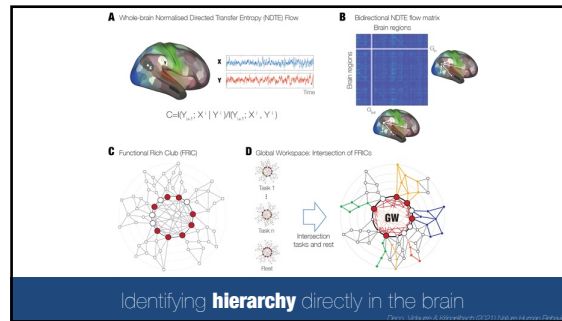 A Whole-brain Normalised Directed Transfer Entropy (NDTE) Flow
X
Y
Time
B Bidirectional NDTE flow matrix
Brain regions
Brain regions
C Functional Rich Club (FRIC)
D Global Workspace: Intersection of FRICs
Task 1
Task n
Rest
Intersection
tasks and rest
GW
Identifying hierarchy directly in the brain